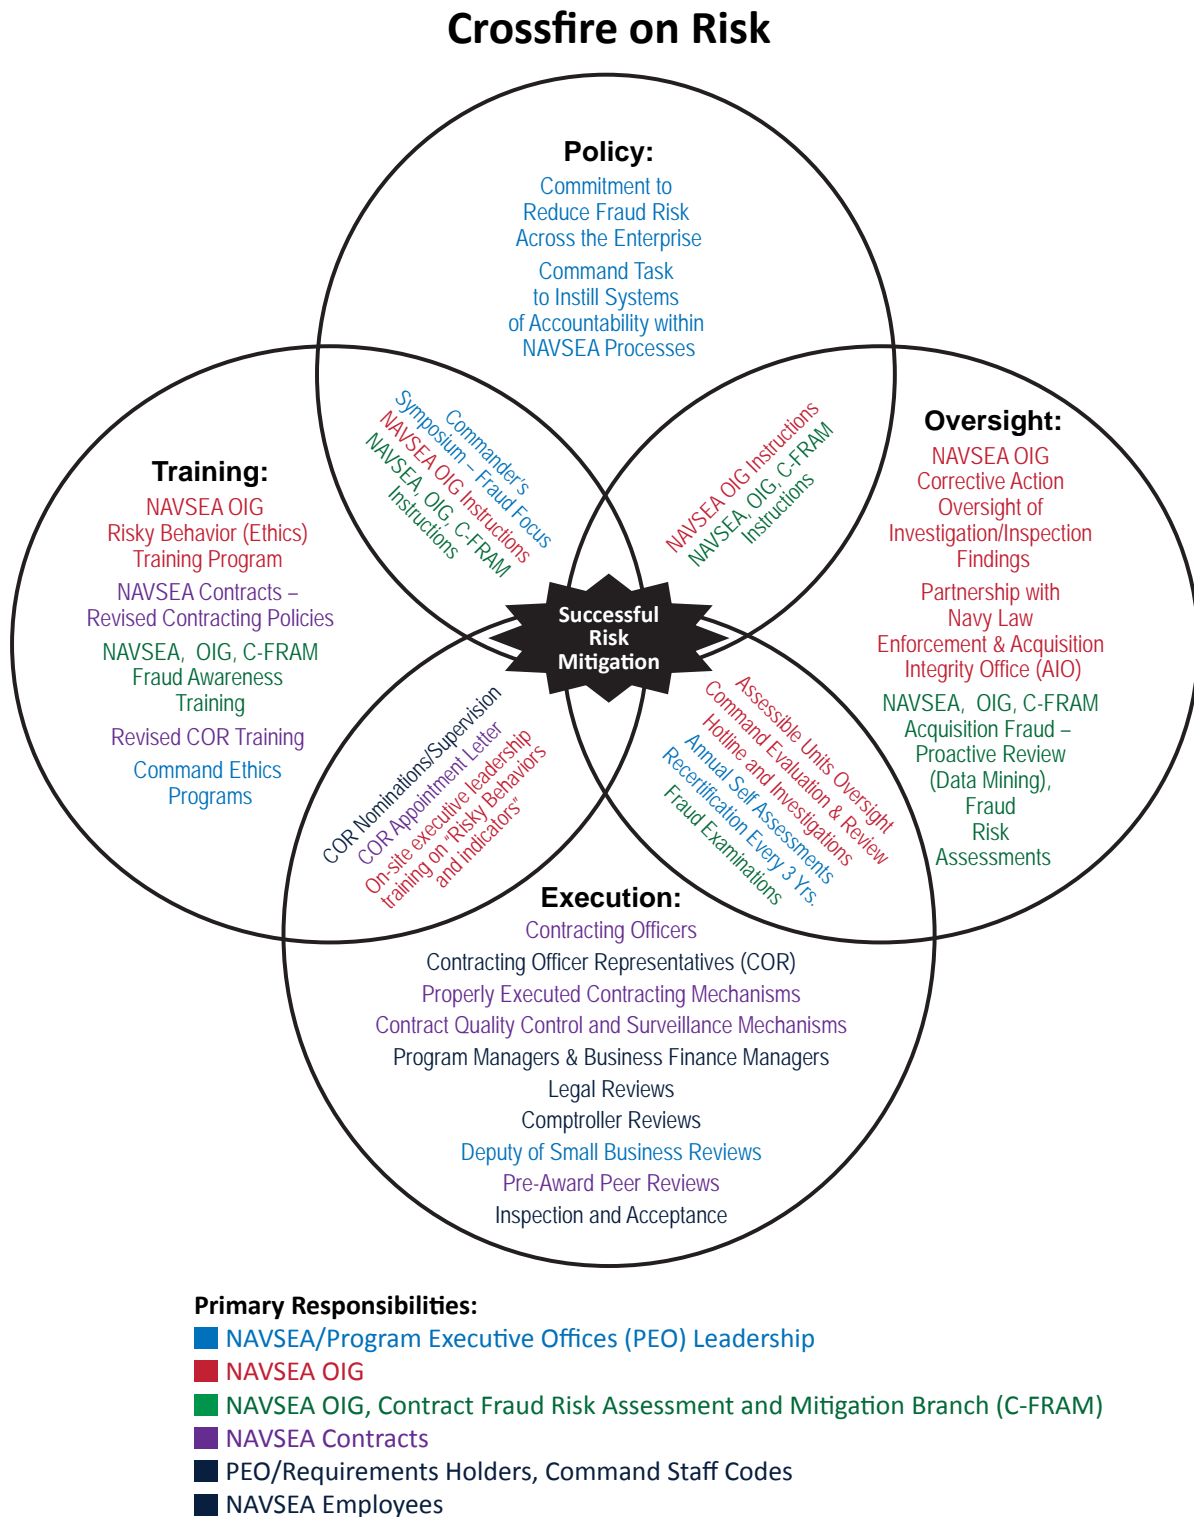 Crossfire on Risk
Policy:
Commitment to
Reduce Fraud Risk
Across the Enterprise
Command Task
to Instill Systems
of Accountability within
NAVSEA Processes
Commander's
Symposium – Fraud Focus
NAVSEA OIG Instructions
NAVSEA, OIG, C-FRAM
Instructions
NAVSEA OIG Instructions
NAVSEA, OIG, C-FRAM
Instructions
Training:
NAVSEA OIG
Risky Behavior (Ethics)
Training Program
NAVSEA Contracts –
Revised Contracting Policies
NAVSEA, OIG, C-FRAM
Fraud Awareness
Training
Revised COR Training
Command Ethics
Programs
Oversight:
NAVSEA OIG
Corrective Action
Oversight of
Investigation/Inspection
Findings
Partnership with
Navy Law
Enforcement & Acquisition
Integrity Office (AIO)
NAVSEA, OIG, C-FRAM
Acquisition Fraud –
Proactive Review
(Data Mining),
Fraud
Risk
Assessments
Successful
Risk
Mitigation
COR Nominations/Supervision
COR Appointment Letter
On-site executive leadership
training on "Risky Behaviors
and indicators"
Assessible Units Oversight
Command Evaluation & Review
Hotline and Investigations
Annual Self Assessments
Recertification Every 3 Yrs.
Fraud Examinations
Execution:
Contracting Officers
Contracting Officer Representatives (COR)
Properly Executed Contracting Mechanisms
Contract Quality Control and Surveillance Mechanisms
Program Managers & Business Finance Managers
Legal Reviews
Comptroller Reviews
Deputy of Small Business Reviews
Pre-Award Peer Reviews
Inspection and Acceptance
Primary Responsibilities:
NAVSEA/Program Executive Offices (PEO) Leadership
NAVSEA OIG
NAVSEA OIG, Contract Fraud Risk Assessment and Mitigation Branch (C-FRAM)
NAVSEA Contracts
PEO/Requirements Holders, Command Staff Codes
NAVSEA Employees